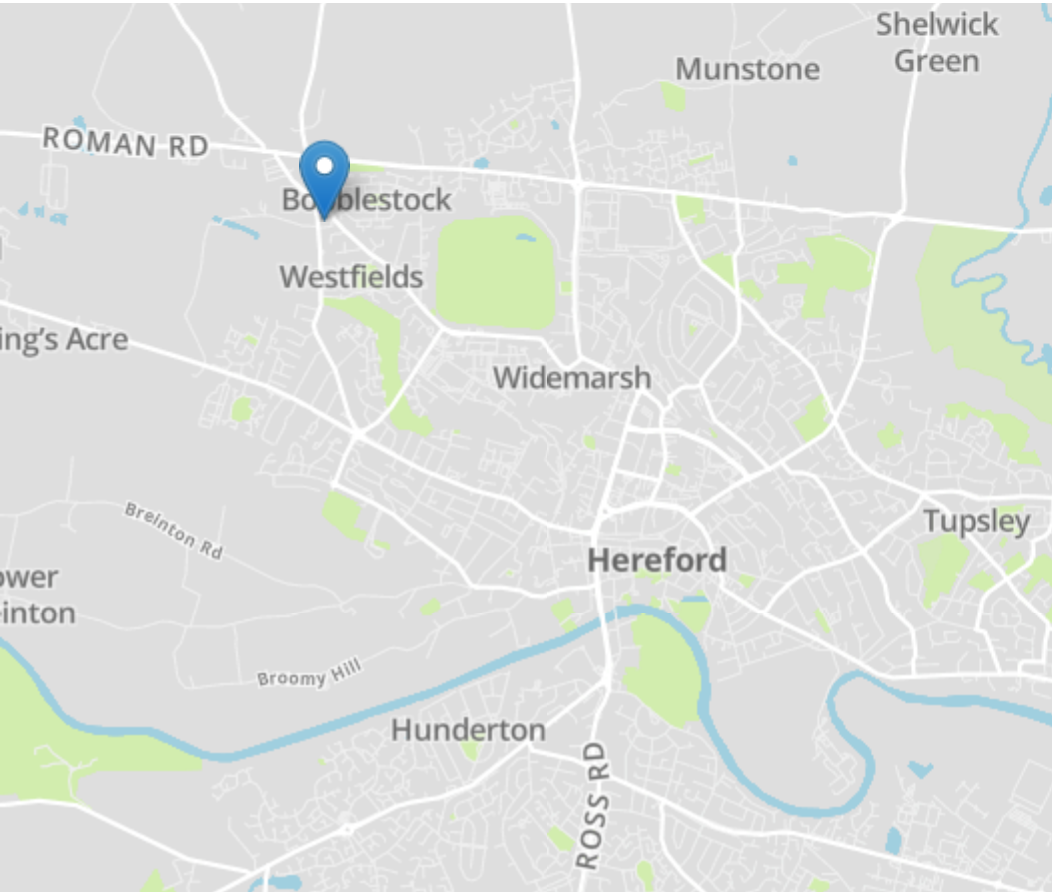 Shelwick
Green
Munstone
ROMAN RD
Bobblestock
Westfields
ing's Acre
Widemarsh
Breinton Rd
Tupsley
Hereford
ower
einton
Broomy Hill
Hunderton
ROSS RD